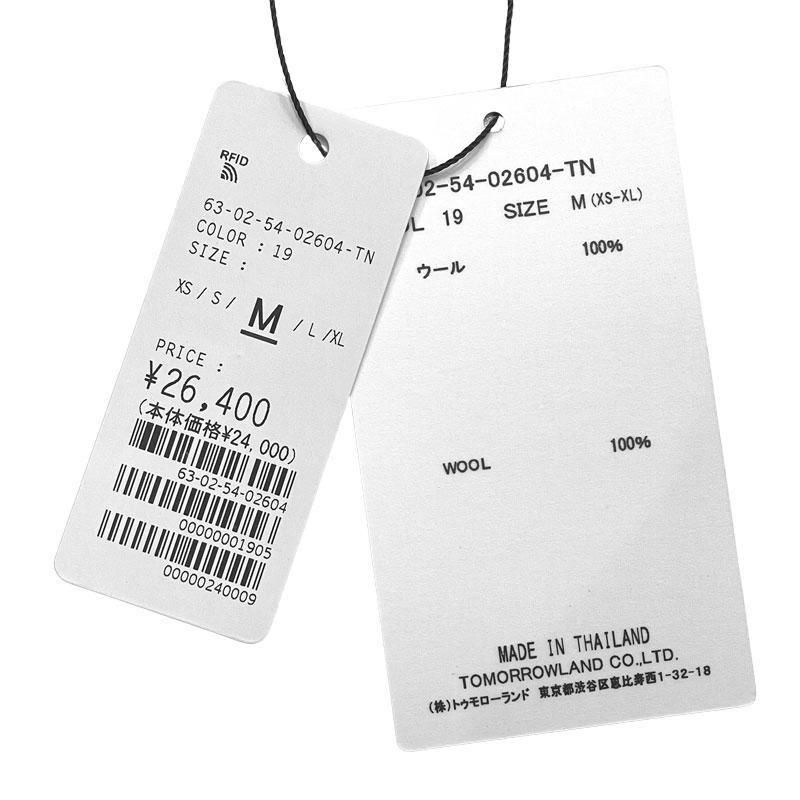 RFID
63-02-54-02604-TN
COLOR : 19
SIZE :
XS / S / M / L /XL
PRICE :
¥26,400
(本体価格¥24,000)
63-02-54-02604
00000001905
00000240009
02-54-02604-TN
OL 19 SIZE M (XS-XL)
ウール 100%
WOOL 100%
MADE IN THAILAND
TOMORROWLAND CO.,LTD.
(株)トゥモローランド 東京都渋谷区恵比寿西1-32-18